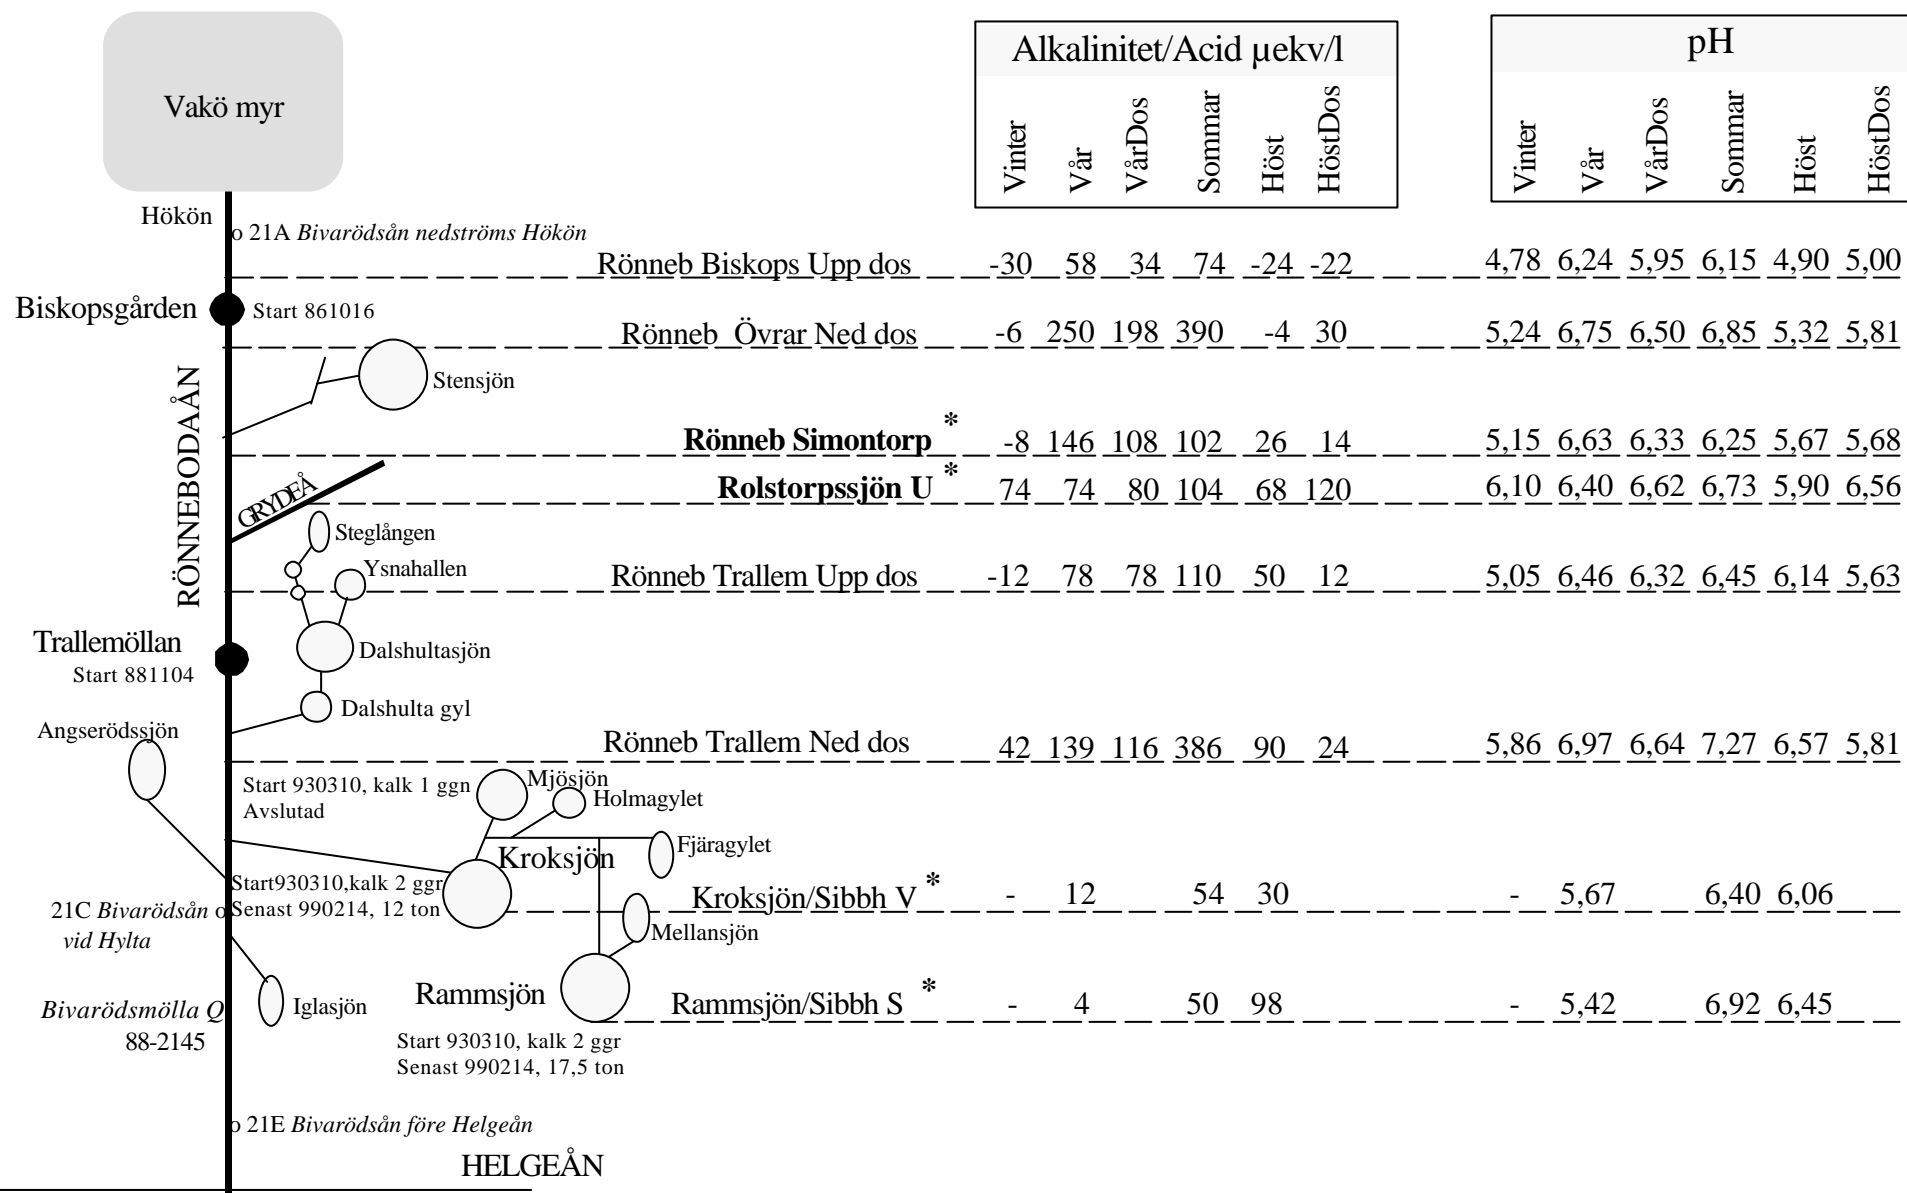 Vakö myr
Alkalinitet/Acid µekv/l
pH
Vinter Vår VårDos Sommar Höst HöstDos
Vinter Vår VårDos Sommar Höst HöstDos
Hökön
o 21A Bivarödsån nedströms Hökön
Rönneb Biskops Upp dos -30 58 34 74 -24 -22 4,78 6,24 5,95 6,15 4,90 5,00
Biskopsgården Start 861016
Rönneb Övrar Ned dos -6 250 198 390 -4 30 5,24 6,75 6,50 6,85 5,32 5,81
Stensjön
RÖNNEBODAÅN
Rönneb Simontorp * -8 146 108 102 26 14 5,15 6,63 6,33 6,25 5,67 5,68
GRYDEÅ
Rolstorpssjön U * 74 74 80 104 68 120 6,10 6,40 6,62 6,73 5,90 6,56
Steglången
Ysnahallen
Rönneb Trallem Upp dos -12 78 78 110 50 12 5,05 6,46 6,32 6,45 6,14 5,63
Trallemöllan
Start 881104
Dalshultasjön
Dalshulta gyl
Angserödssjön
Rönneb Trallem Ned dos 42 139 116 386 90 24 5,86 6,97 6,64 7,27 6,57 5,81
Start 930310, kalk 1 ggn
Avslutad
Mjösjön
Holmagylet
Fjäragylet
Kroksjön
Start930310,kalk 2 ggr
Senast 990214, 12 ton
Kroksjön/Sibbh V * - 12 54 30 - 5,67 6,40 6,06
21C Bivarödsån o
vid Hylta
Mellansjön
Iglasjön
Rammsjön
Rammsjön/Sibbh S * - 4 50 98 - 5,42 6,92 6,45
Bivarödsmölla Q
88-2145
Start 930310, kalk 2 ggr
Senast 990214, 17,5 ton
o 21E Bivarödsån före Helgeån
HELGEÅN